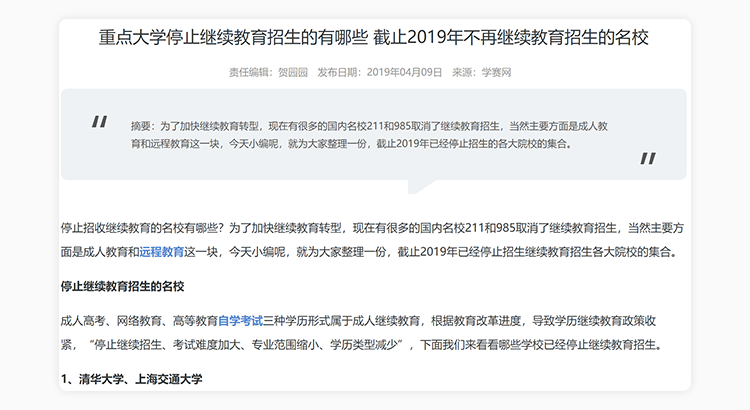 重点大学停止继续教育招生的有哪些 截止2019年不再继续教育招生的名校
责任编辑：贺园园 发布日期：2019年04月09日 来源：学赛网
摘要：为了加快继续教育转型，现在有很多的国内名校211和985取消了继续教育招生，当然主要方面是成人教
育和远程教育这一块，今天小编呢，就为大家整理一份，截止2019年已经停止招生的各大院校的集合。
停止招收继续教育的名校有哪些？为了加快继续教育转型，现在有很多的国内名校211和985取消了继续教育招生，当然主要方
面是成人教育和远程教育这一块，今天小编呢，就为大家整理一份，截止2019年已经停止招生继续教育招生各大院校的集合。
停止继续教育招生的名校
成人高考、网络教育、高等教育自学考试三种学历形式属于成人继续教育，根据教育改革进度，导致学历继续教育政策收
紧，“停止继续招生、考试难度加大、专业范围缩小、学历类型减少”，下面我们来看看哪些学校已经停止继续教育招生。
1、清华大学、上海交通大学